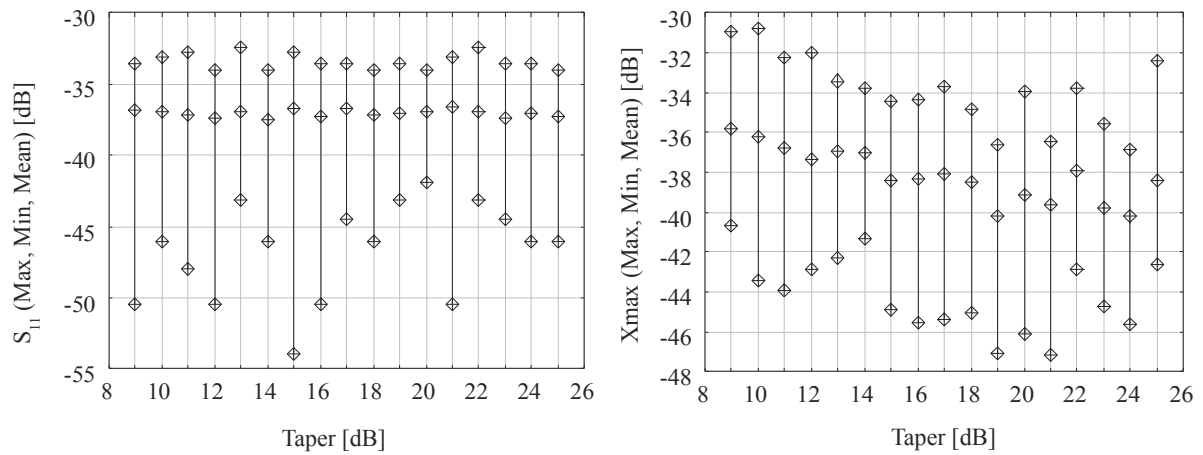 S11 (Max, Min, Mean) [dB]
-30
-35
-40
-45
-50
-55
8 10 12 14 16 18 20 22 24 26
Taper [dB]
Xmax (Max, Min, Mean) [dB]
-30
-32
-34
-36
-38
-40
-42
-44
-46
-48
8 10 12 14 16 18 20 22 24 26
Taper [dB]